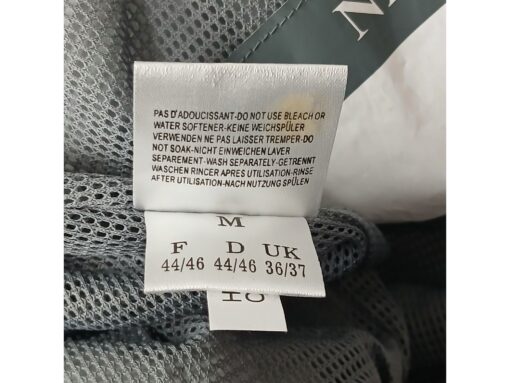 PAS D'ADOUCISSANT-DO NOT USE BLEACH OR
WATER SOFTENER-KEINE WEICHSPÜLER
VERWENDEN NE PAS LAISSER TREMPER-DO
NOT SOAK-NICHT EINWEICHEN LAVER
SEPAREMENT-WASH SEPARATELY-GETRENNT
WASCHEN RINCER APRES UTILISATION-RINSE
AFTER UTILISATION-NACH NUTZUNG SPÜLEN
M
F D UK
44/46 44/46 36/37